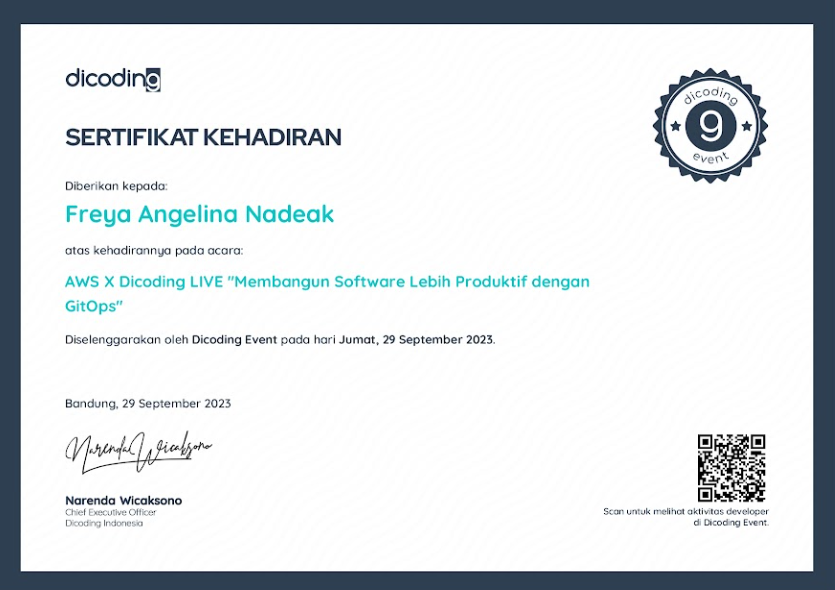 dicoding
SERTIFIKAT KEHADIRAN
dicoding
9
event
Diberikan kepada:
Freya Angelina Nadeak
atas kehadirannya pada acara:
AWS X Dicoding LIVE "Membangun Software Lebih Produktif dengan
GitOps"
Diselenggarakan oleh Dicoding Event pada hari Jumat, 29 September 2023.
Bandung, 29 September 2023
Narenda Wicaksono
Narenda Wicaksono
Chief Executive Officer
Dicoding Indonesia
Scan untuk melihat aktivitas developer
di Dicoding Event.